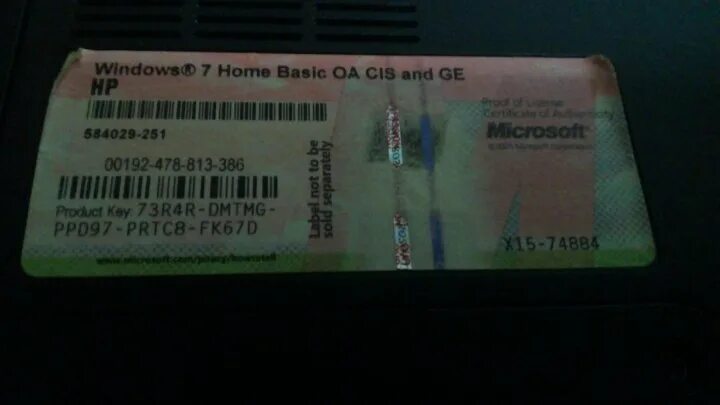 Windows® 7 Home Basic OA CIS and GE
HP
584029-251
00192-478-813-386
Product Key: 73R4R-DMTMG-
PPD97-PRTC8-FK67D
www.microsoft.com/piracy/howtotell
Label not to be
sold separately
Proof of License
Certificate of Authenticity
Microsoft®
Microsoft Corporation
X15-74884